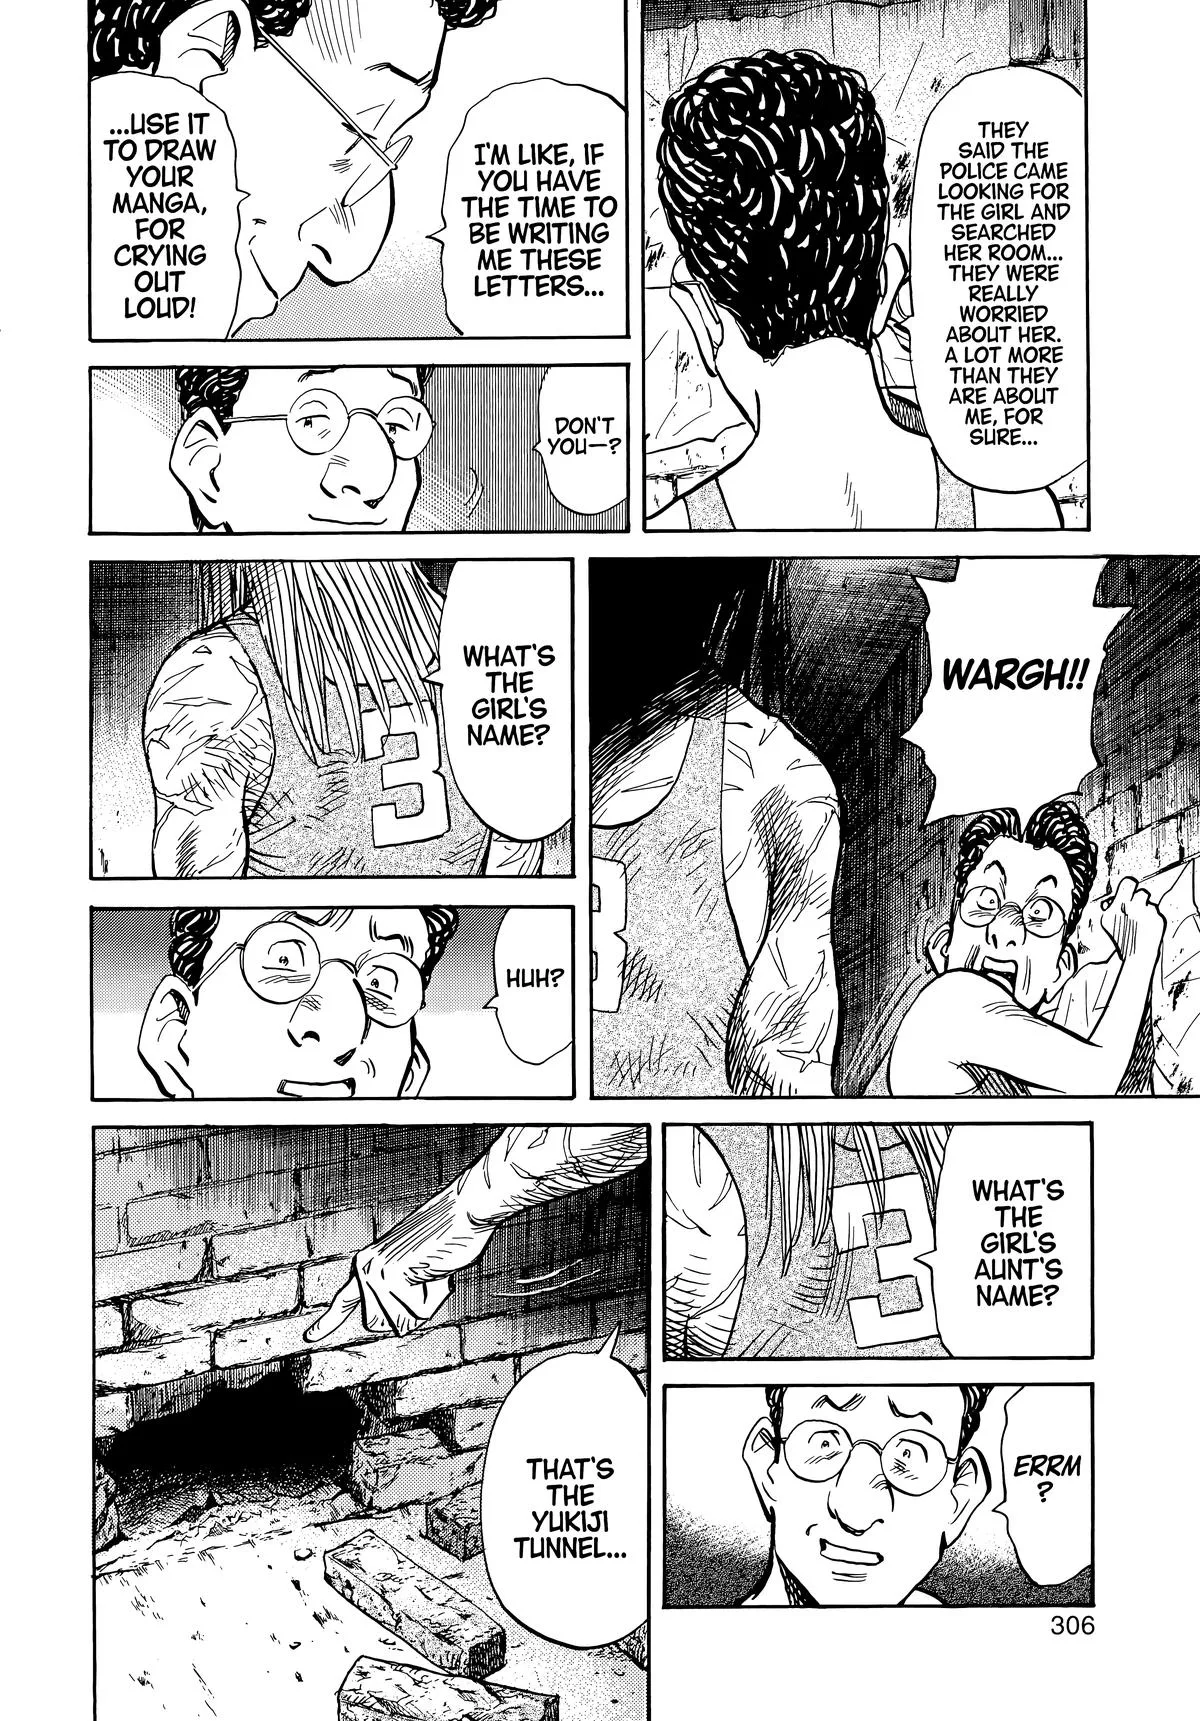 THEY
SAID THE
POLICE CAME
LOOKING FOR
THE GIRL AND
SEARCHED
HER ROOM...
THEY WERE
REALLY
WORRIED
ABOUT HER.
A LOT MORE
THAN THEY
ARE ABOUT
ME, FOR
SURE...
I'M LIKE, IF
YOU HAVE
THE TIME TO
BE WRITING
ME THESE
LETTERS...
...USE IT
TO DRAW
YOUR
MANGA,
FOR
CRYING
OUT
LOUD!
DON'T
YOU—?
WARGH!!
3
WHAT'S
THE
GIRL'S
NAME?
3
HUH?
WHAT'S
THE
GIRL'S
AUNT'S
NAME?
3
ERRM
?
THAT'S
THE
YUKIJI
TUNNEL...
306